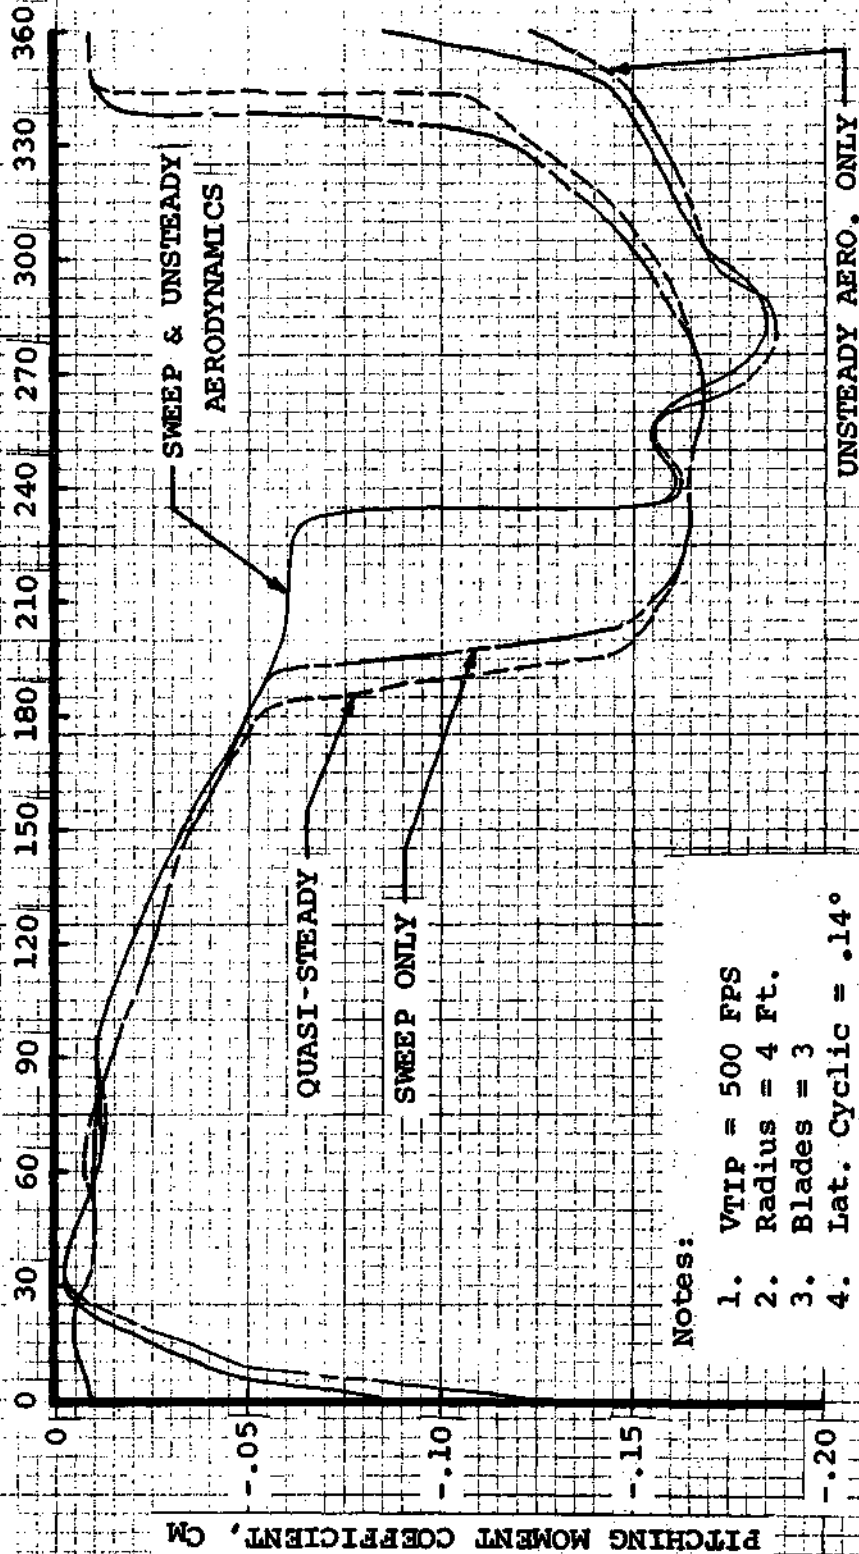 0 30 60 90 120 150 180 210 240 270 300 330 360
0
-.05
-.10
-.15
-.20
PITCHING MOMENT COEFFICIENT, CM
SWEEP & UNSTEADY
AERODYNAMICS
QUASI-STEADY
SWEEP ONLY
UNSTEADY AERO. ONLY
Notes:
1. VTIP = 500 FPS
2. Radius = 4 Ft.
3. Blades = 3
4. Lat. Cyclic = .14°